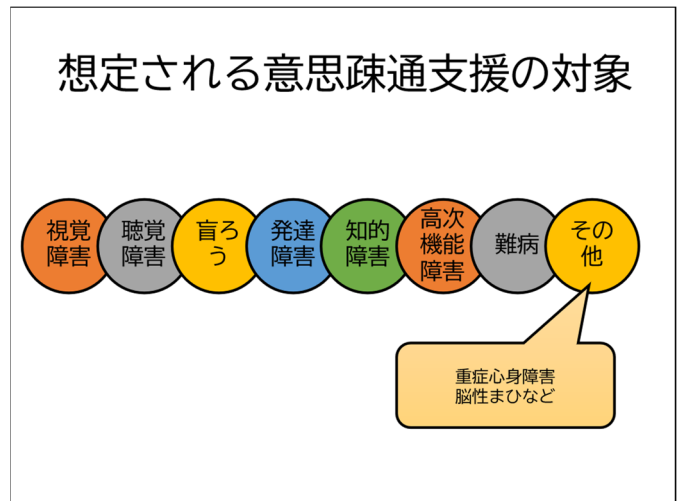 想定される意思疎通支援の対象
視覚
障害
聴覚
障害
盲ろ
う
発達
障害
知的
障害
高次
機能
障害
難病
その
他
重症心身障害
脳性まひなど